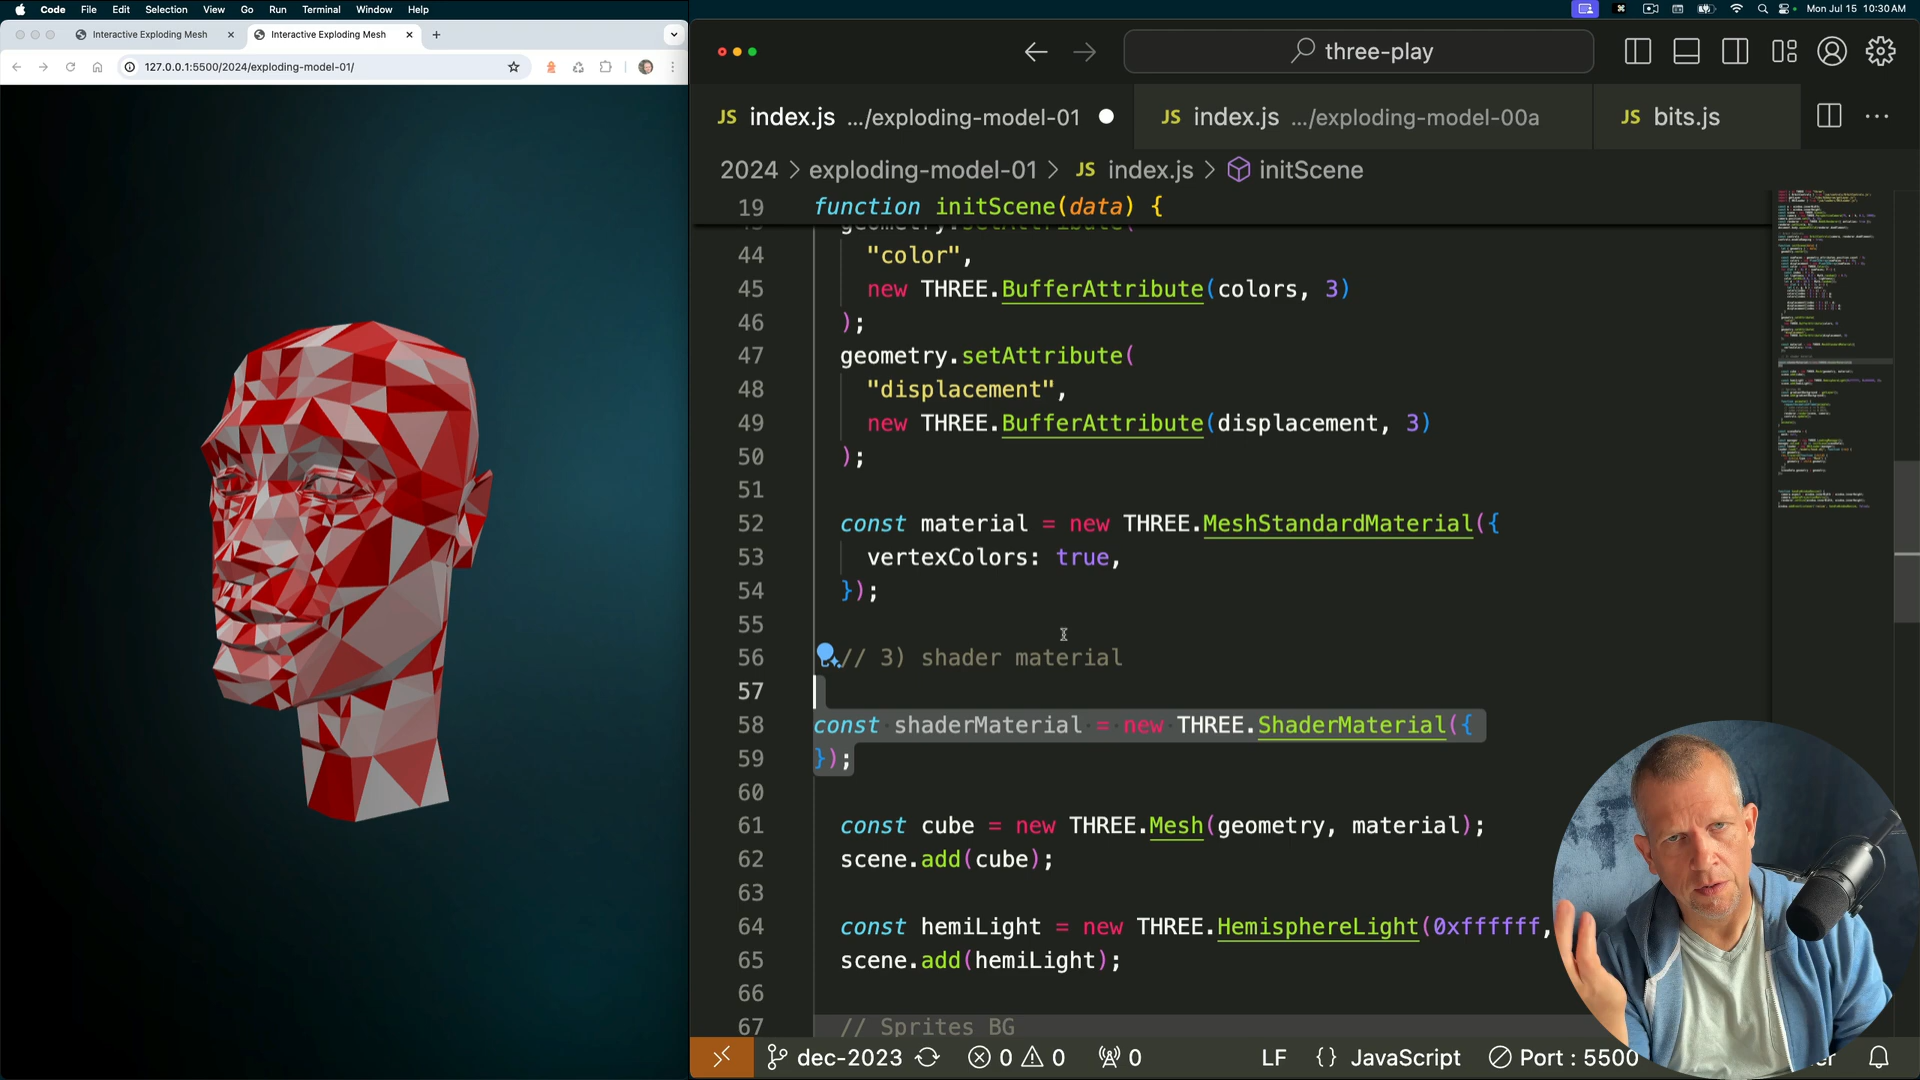 Code File Edit Selection View Go Run Terminal Window Help
Mon Jul 15 10:30 AM
Interactive Exploding Mesh
Interactive Exploding Mesh
127.0.0.1:5500/2024/exploding-model-01/
three-play
JS index.js .../exploding-model-01
JS index.js .../exploding-model-00a
JS bits.js
2024 > exploding-model-01 > JS index.js > initScene
19 function initScene(data) {
44 "color",
45 new THREE.BufferAttribute(colors, 3)
46 );
47 geometry.setAttribute(
48 "displacement",
49 new THREE.BufferAttribute(displacement, 3)
50 );
51
52 const material = new THREE.MeshStandardMaterial({
53 vertexColors: true,
54 });
55
56 // 3) shader material
57
58 const shaderMaterial = new THREE.ShaderMaterial({
59 });
60
61 const cube = new THREE.Mesh(geometry, material);
62 scene.add(cube);
63
64 const hemiLight = new THREE.HemisphereLight(0xffffff,
65 scene.add(hemiLight);
66
67 // Sprites BG
dec-2023 0 0 0 LF {} JavaScript Port : 5500